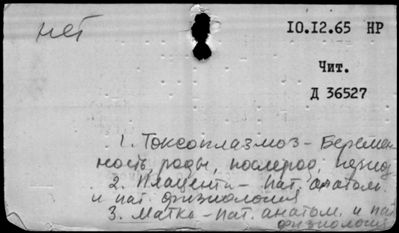 нет
10.12.65 НР
Чит.
Д 36527
1. Токсоплазмоз - Беремен-
ность, роды, послерод. период
2. Плацента - пат. анатом.
и пат. физиология
3. Матка - пат. анатом. и пат.
физиология